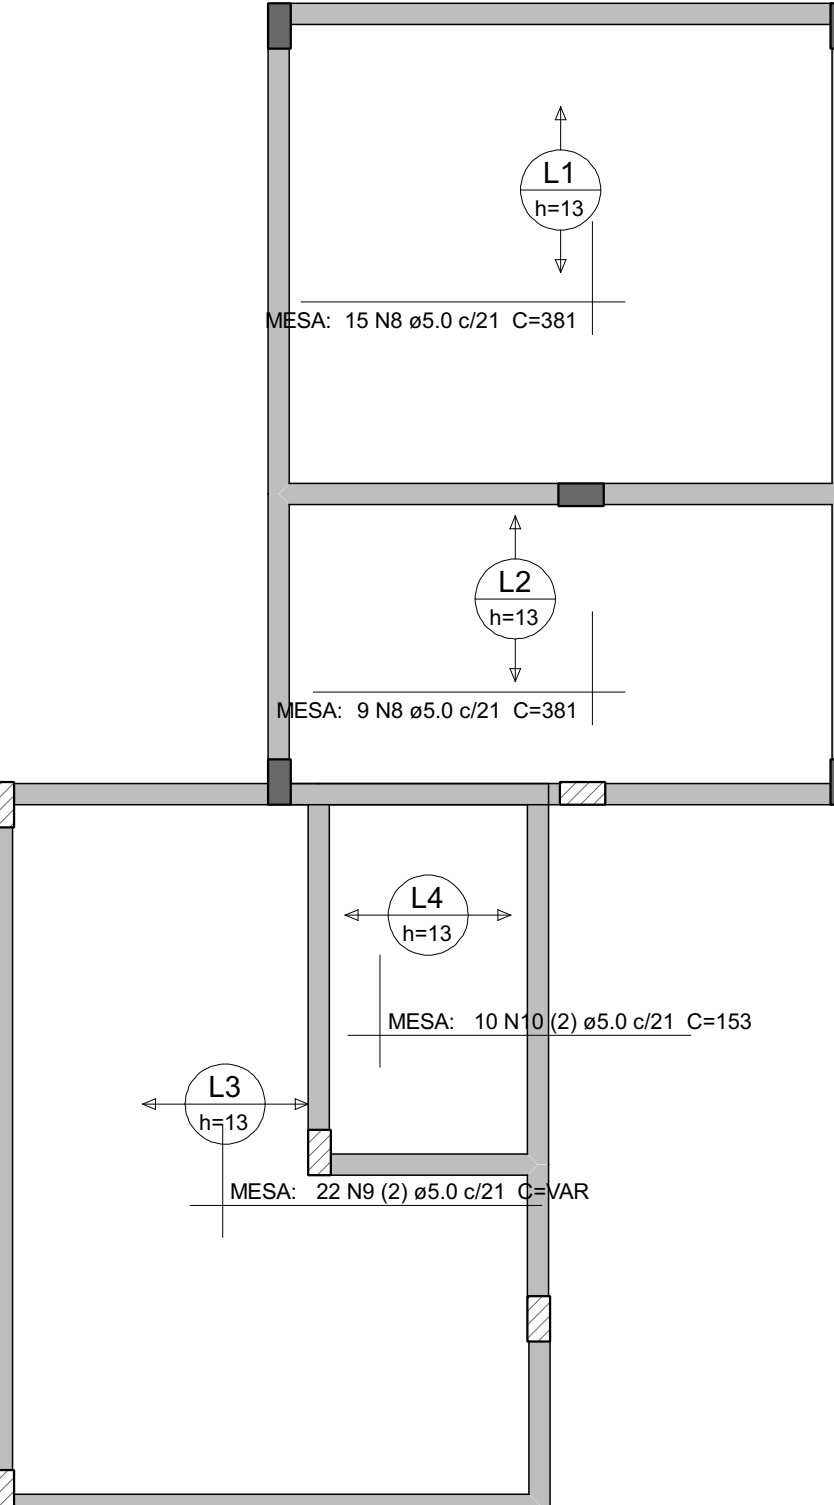 L1
h=13
MESA: 15 N8 ø5.0 c/21 C=381
L2
h=13
MESA: 9 N8 ø5.0 c/21 C=381
L4
h=13
MESA: 10 N10 (2) ø5.0 c/21 C=153
L3
h=13
MESA: 22 N9 (2) ø5.0 c/21 C=VAR